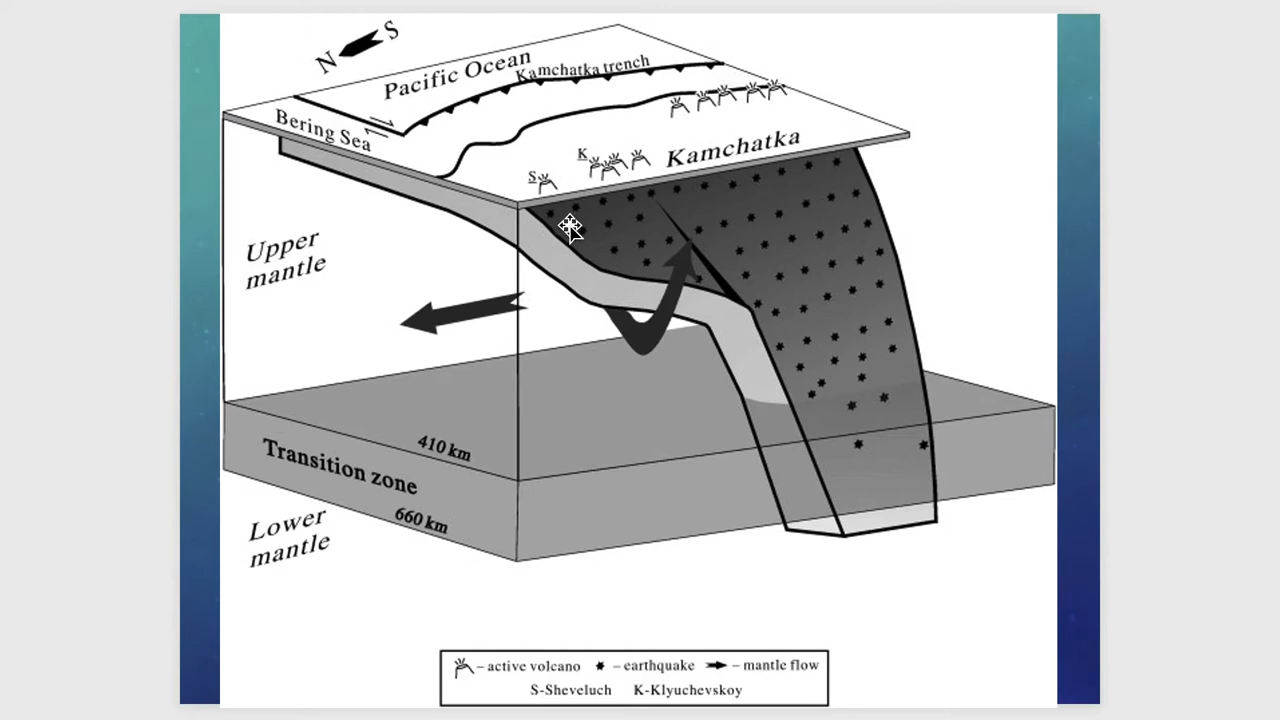 N S
Pacific Ocean
Kamchatka trench
Bering Sea
K
S
Kamchatka
Upper
mantle
410 km
Transition zone
660 km
Lower
mantle
– active volcano – earthquake – mantle flow
S-Sheveluch K-Klyuchevskoy